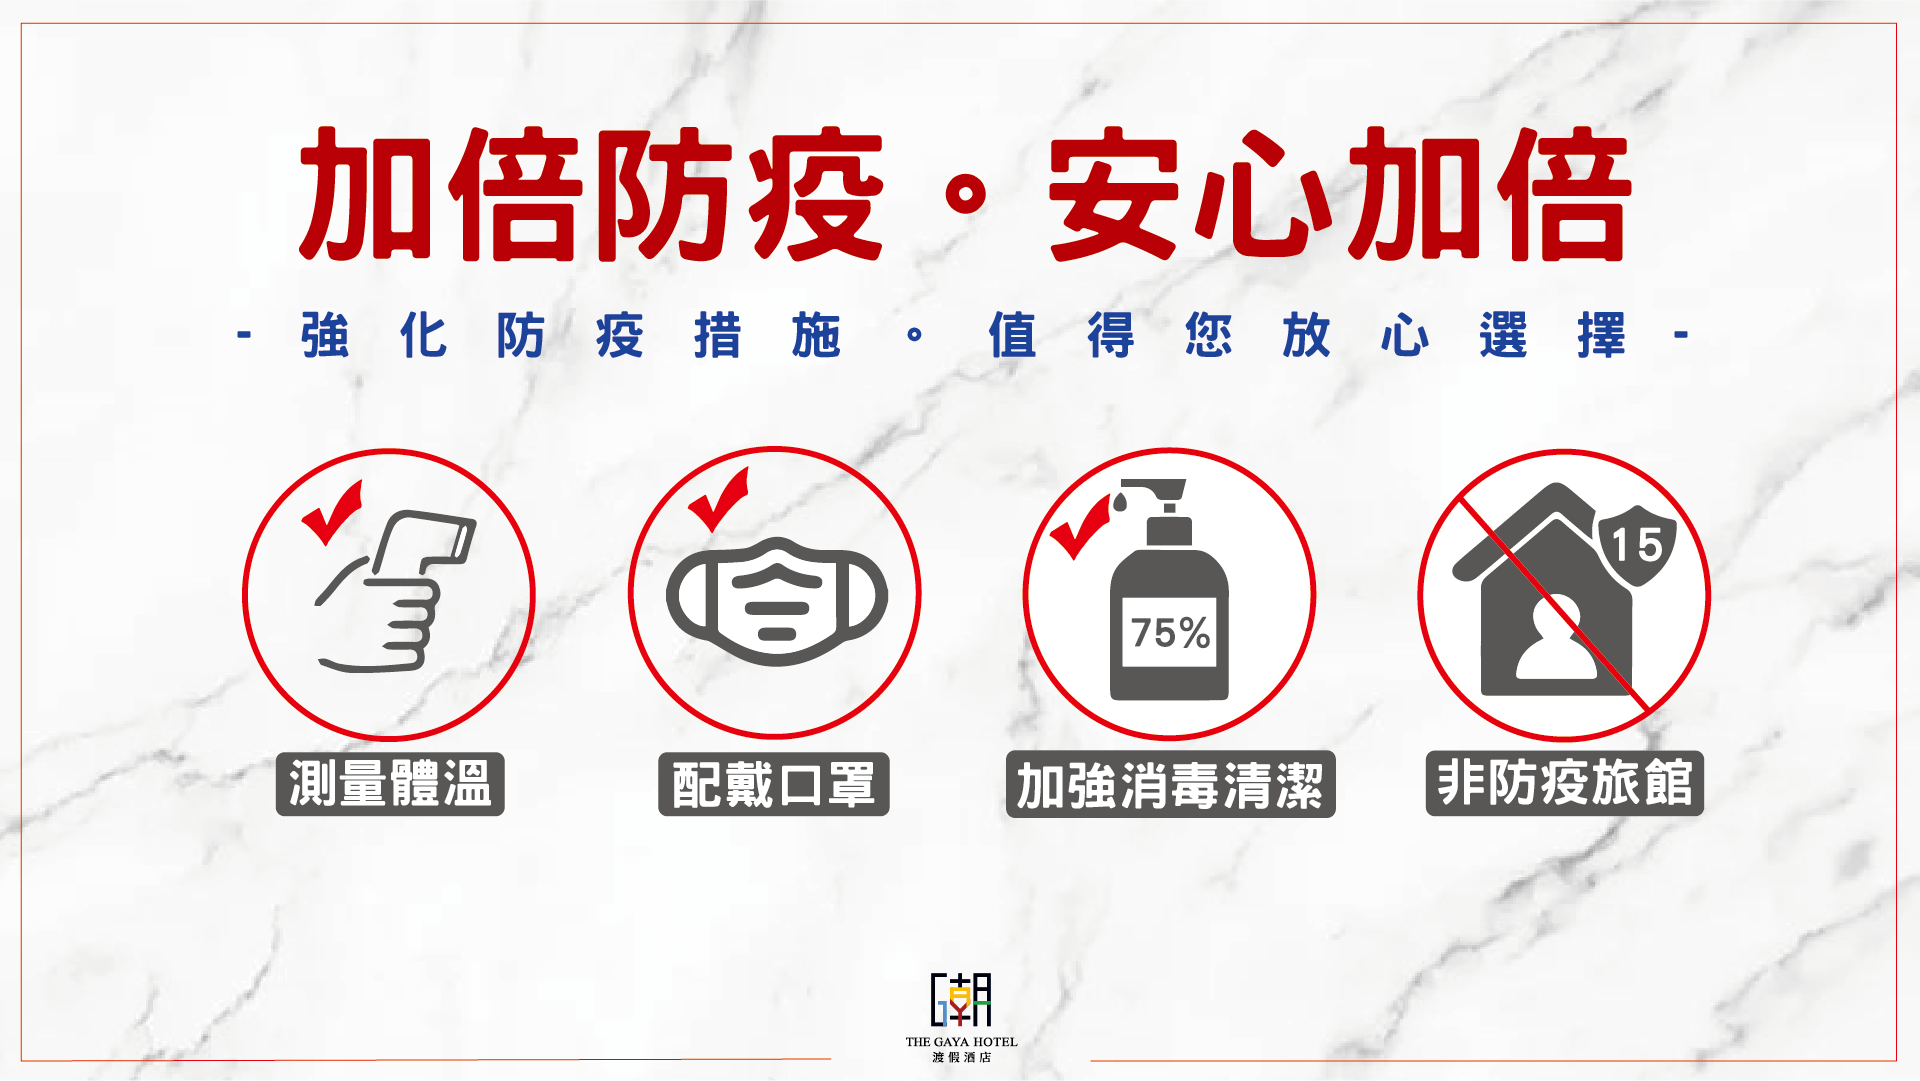 加倍防疫。安心加倍
- 強化防疫措施。值得您放心選擇 -
75%
15
測量體溫
配戴口罩
加強消毒清潔
非防疫旅館
潮
THE GAYA HOTEL
渡假酒店